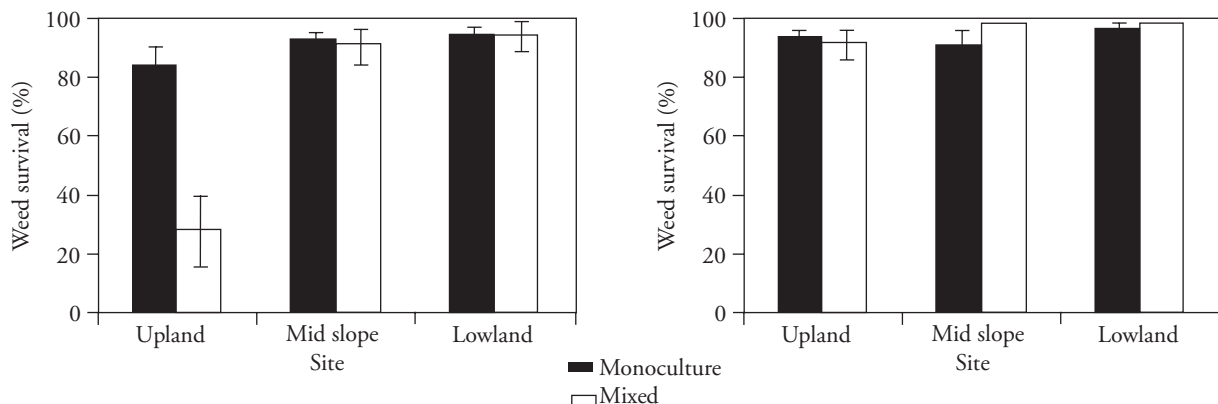 100
80
60
40
20
0
Weed survival (%)
Upland
Mid slope
Lowland
Site
100
80
60
40
20
0
Weed survival (%)
Upland
Mid slope
Lowland
Site
Monoculture
Mixed